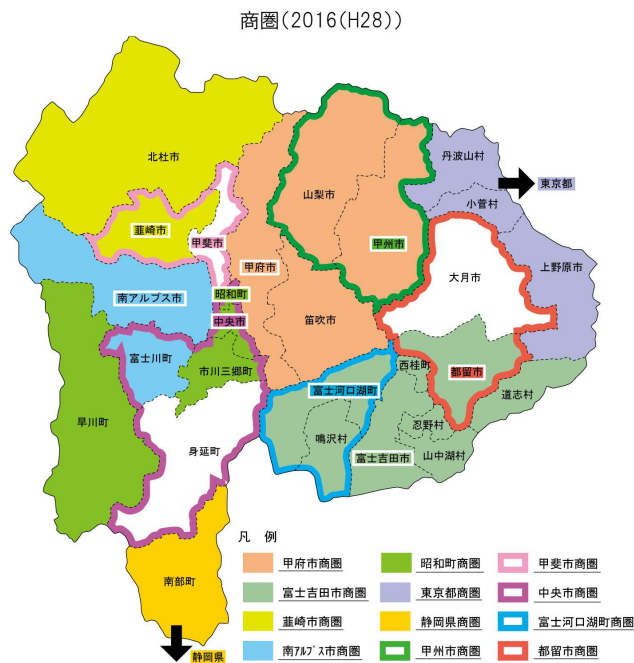 商圏(2016(H28))
北杜市
丹波山村
東京都
山梨市
小菅村
韮崎市
甲斐市
甲州市
甲府市
上野原市
大月市
南アルプス市
昭和町
中央市
笛吹市
富士川町
市川三郷町
西桂町
都留市
富士河口湖町
道志村
早川町
忍野村
鳴沢村
身延町
富士吉田市
山中湖村
凡 例
甲府市商圏
昭和町商圏
甲斐市商圏
富士吉田市商圏
東京都商圏
中央市商圏
韮崎市商圏
静岡県商圏
富士河口湖町商圏
南ｱﾙﾌﾟｽ市商圏
甲州市商圏
都留市商圏
南部町
静岡県